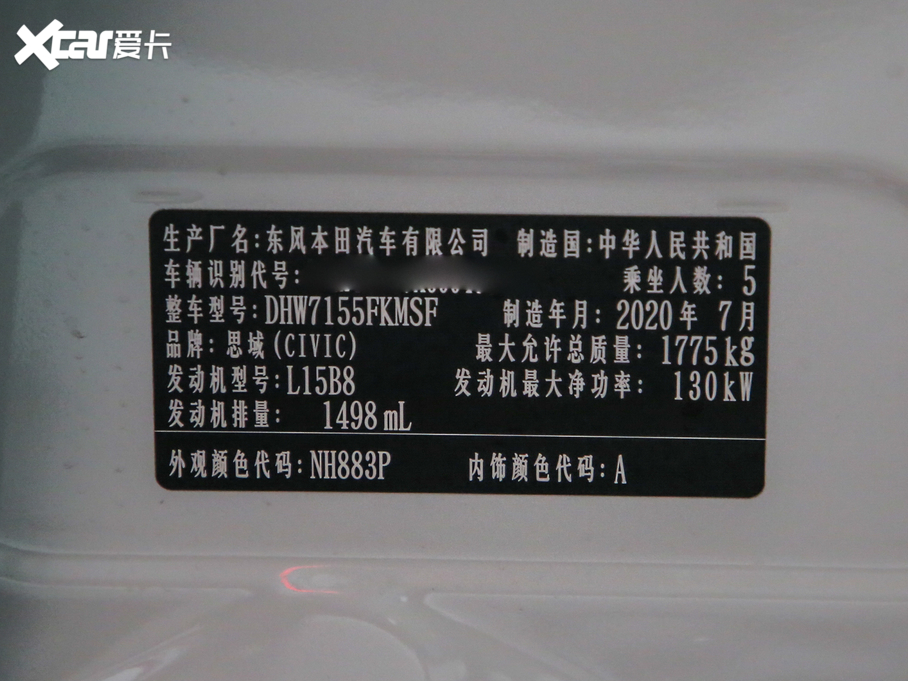 Xcar爱卡
生产厂名:东风本田汽车有限公司 制造国:中华人民共和国
车辆识别代号: 乘坐人数: 5
整车型号:DHW7155FKMSF 制造年月: 2020 年 7 月
品牌: 思域(CIVIC) 最大允许总质量: 1775kg
发动机型号:L15B8 发动机最大净功率: 130kW
发动机排量: 1498mL
外观颜色代码:NH883P 内饰颜色代码:A